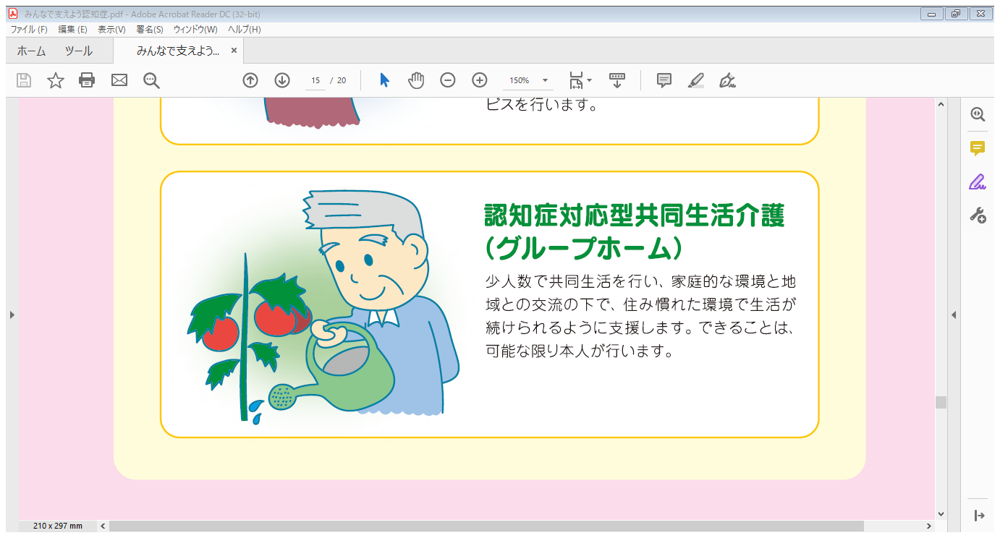 みんなで支えよう認知症.pdf - Adobe Acrobat Reader DC (32-bit)
ファイル (F) 編集 (E) 表示(V) 署名(S) ウィンドウ(W) ヘルプ(H)
ホーム ツール みんなで支えよう... ×
15 / 20 150%
ビスを行います。
認知症対応型共同生活介護
(グループホーム)
少人数で共同生活を行い、家庭的な環境と地
域との交流の下で、住み慣れた環境で生活が
続けられるように支援します。できることは、
可能な限り本人が行います。
210 x 297 mm